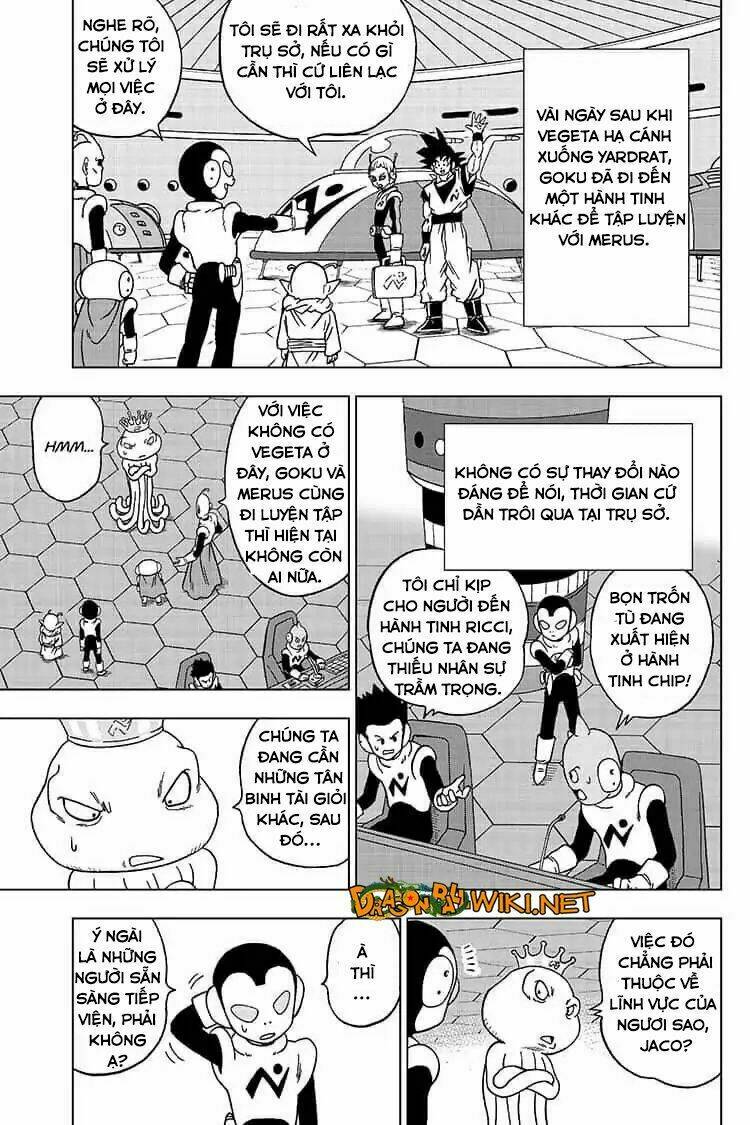 VÀI NGÀY SAU KHI
VEGETA HẠ CÁNH
XUỐNG YARDRAT,
GOKU ĐÃ ĐI ĐẾN
MỘT HÀNH TINH
KHÁC ĐỂ TẬP LUYỆN
VỚI MERUS.
TÔI SẼ ĐI RẤT XA KHỎI
TRỤ SỞ, NẾU CÓ GÌ
CẦN THÌ CỨ LIÊN LẠC
VỚI TÔI.
NGHE RÕ,
CHÚNG TÔI
SẼ XỬ LÝ
MỌI VIỆC
Ở ĐÂY.
KHÔNG CÓ SỰ THAY ĐỔI NÀO
ĐÁNG ĐỂ NÓI, THỜI GIAN CỨ
DẦN TRÔI QUA TẠI TRỤ SỞ.
BỌN TRỐN
TÙ ĐANG
XUẤT HIỆN
Ở HÀNH
TINH CHIP!
TÔI CHỈ KỊP
CHO NGƯỜI ĐẾN
HÀNH TINH RICCI,
CHÚNG TA ĐANG
THIẾU NHÂN SỰ
TRẦM TRỌNG.
VỚI VIỆC
KHÔNG CÓ
VEGETA Ở
ĐÂY, GOKU VÀ
MERUS CÙNG
ĐI LUYỆN TẬP
THÌ HIỆN TẠI
KHÔNG CÒN
AI NỮA.
HMM...
CHÚNG TA
ĐANG CẦN
NHỮNG TÂN
BINH TÀI GIỎI
KHÁC, SAU
ĐÓ...
DRAGON BALL WIKI.NET
VIỆC ĐÓ
CHẲNG PHẢI
THUỘC VỀ
LĨNH VỰC CỦA
NGƯƠI SAO,
JACO?
À
THÌ
...
Ý NGÀI
LÀ NHỮNG
NGƯỜI SẴN
SÀNG TIẾP
VIỆN, PHẢI
KHÔNG
Ạ?